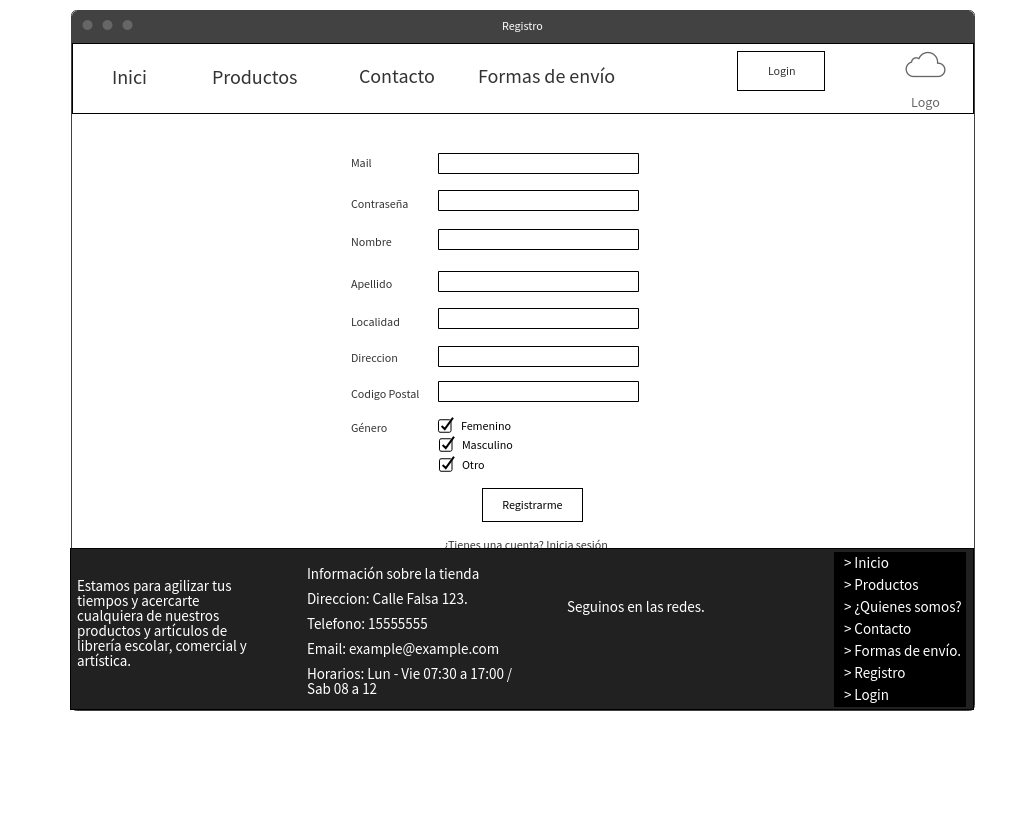 Registro
Inici
Productos
Contacto
Formas de envío
Login
Logo
Mail
Contraseña
Nombre
Apellido
Localidad
Direccion
Codigo Postal
Género
Femenino
Masculino
Otro
Registrarme
¿Tienes una cuenta? Inicia sesión
Estamos para agilizar tus
tiempos y acercarte
cualquiera de nuestros
productos y artículos de
librería escolar, comercial y
artística.
Información sobre la tienda
Direccion: Calle Falsa 123.
Telefono: 15555555
Email: example@example.com
Horarios: Lun - Vie 07:30 a 17:00 /
Sab 08 a 12
Seguinos en las redes.
> Inicio
> Productos
> ¿Quienes somos?
> Contacto
> Formas de envío.
> Registro
> Login